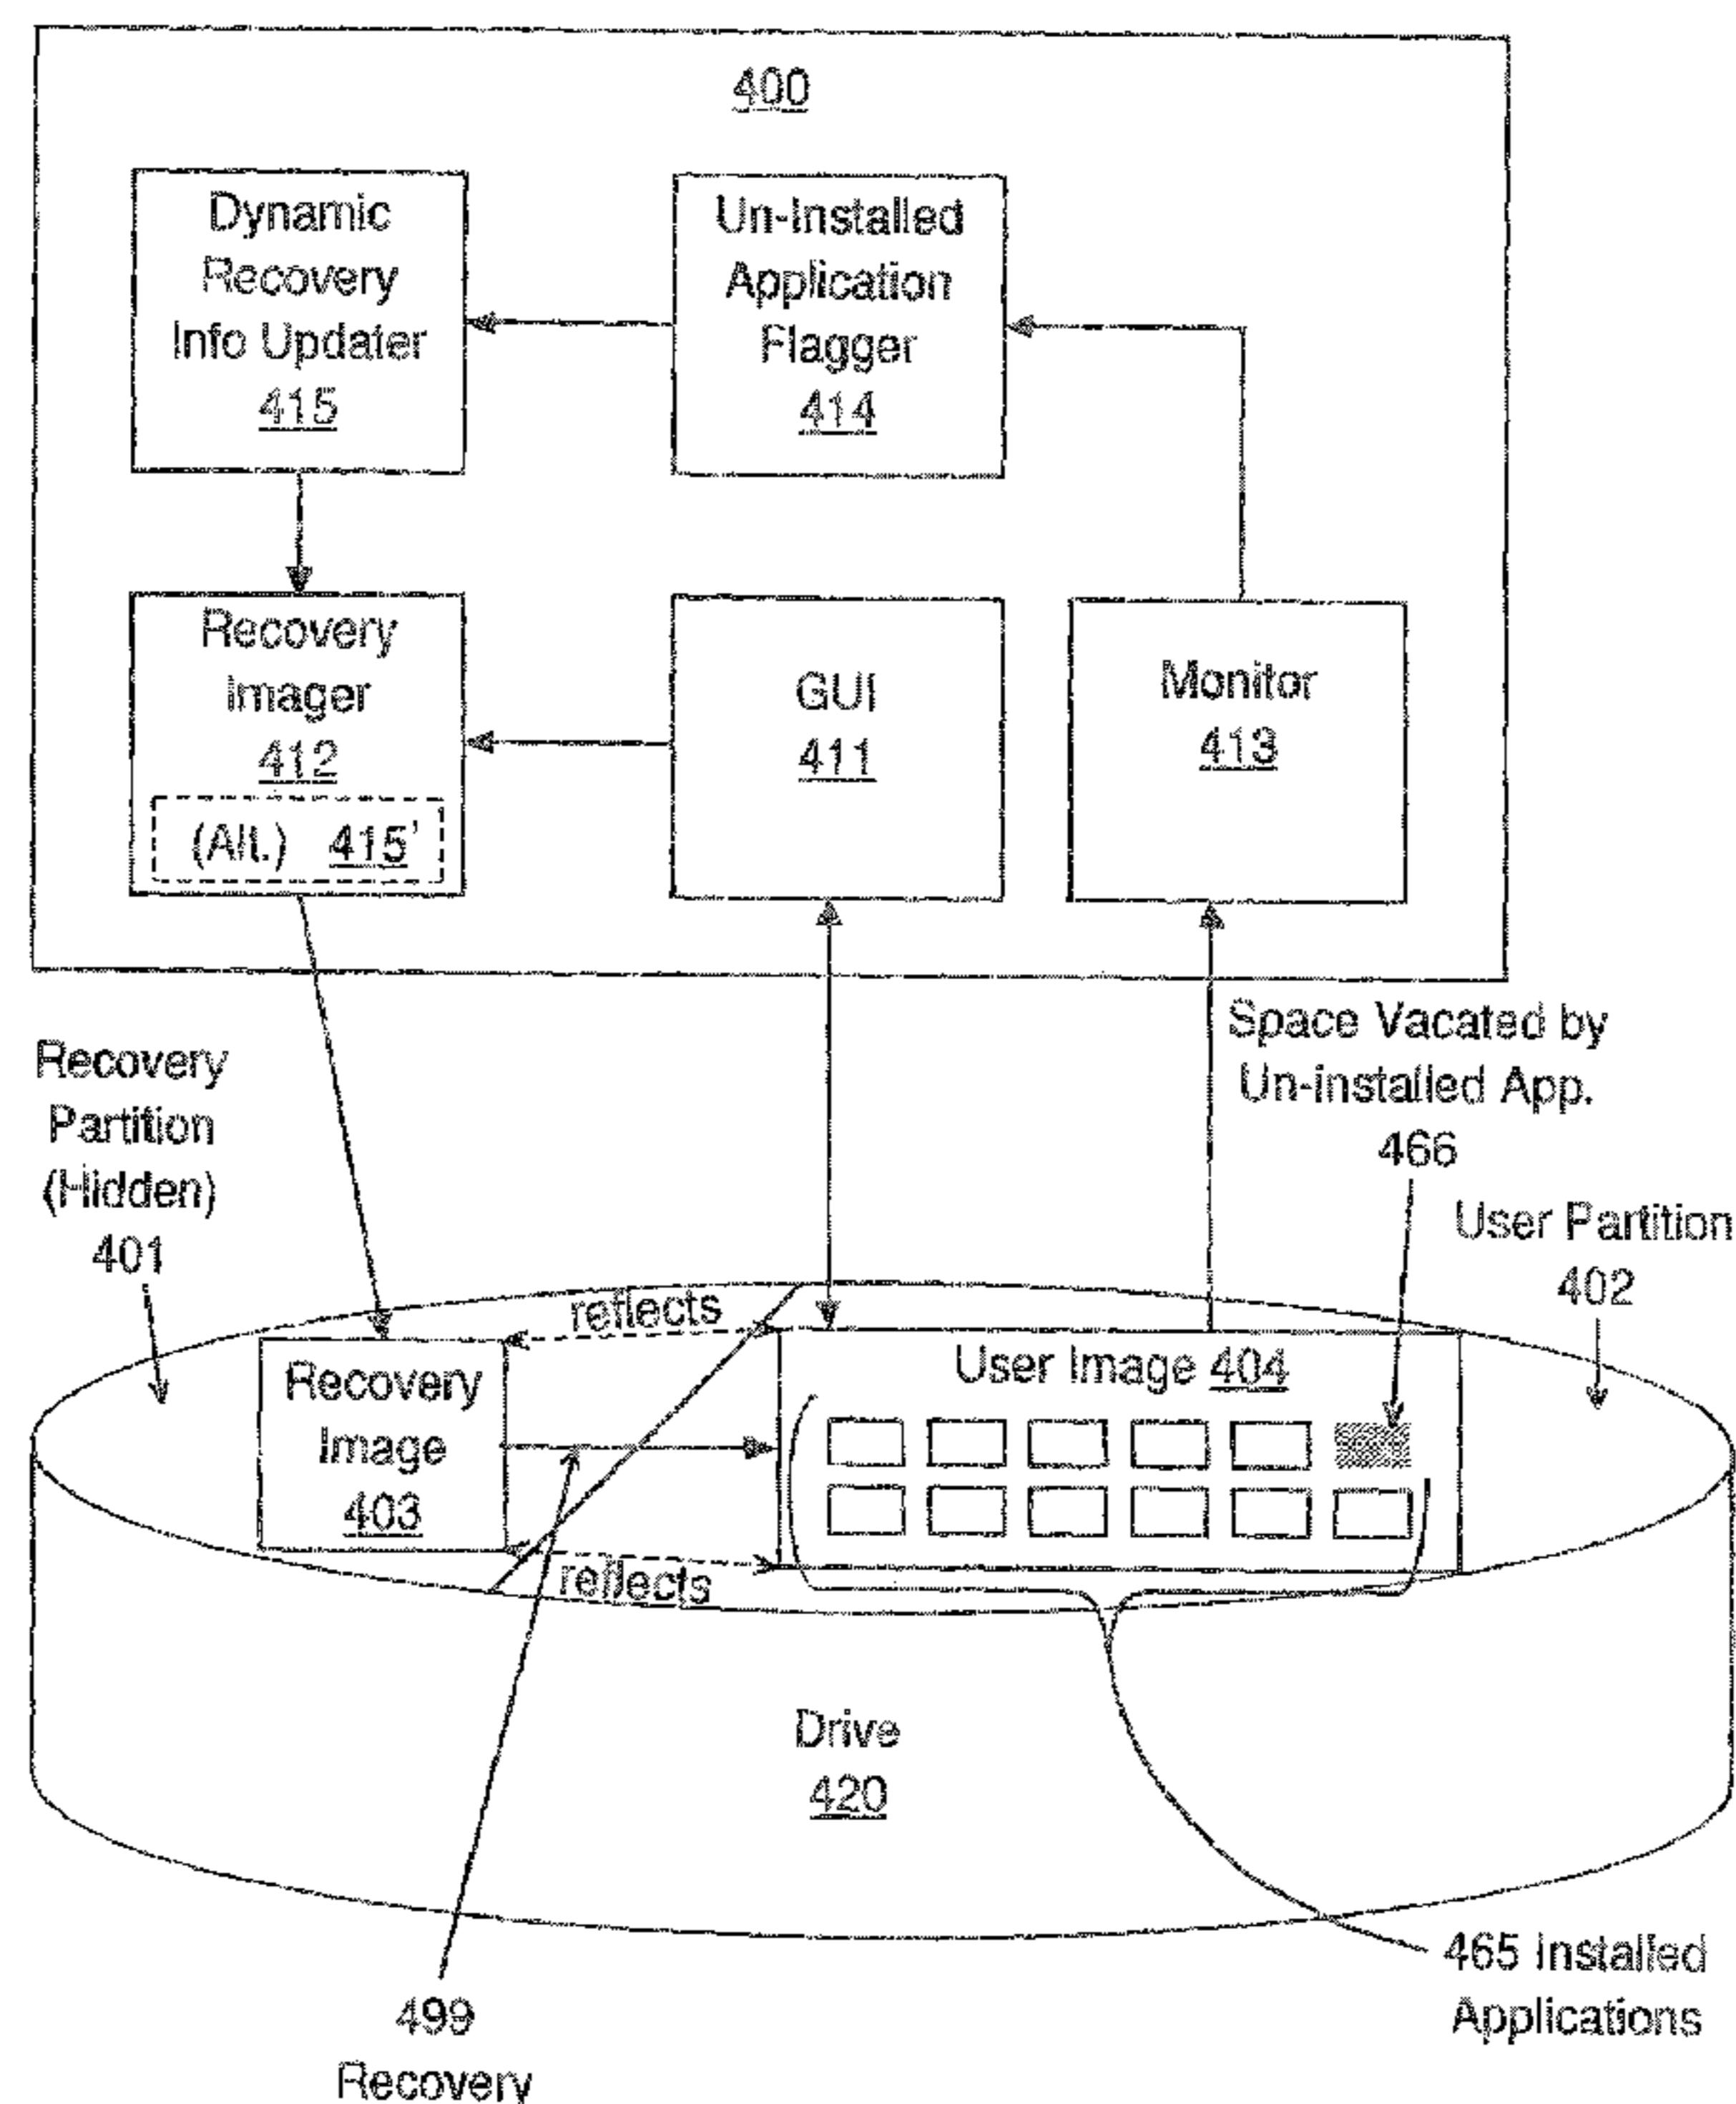 400
Dynamic
Recovery
Info Updater
415
Un-Installed
Application
Flagger
414
Recovery
Imager
412
(Alt.) 415'
GUI
411
Monitor
413
Space Vacated by
Un-installed App.
466
Recovery
Partition
(Hidden)
401
User Partition
402
reflects
Recovery
Image
403
User Image 404
reflects
Drive
420
465 Installed
Applications
499
Recovery